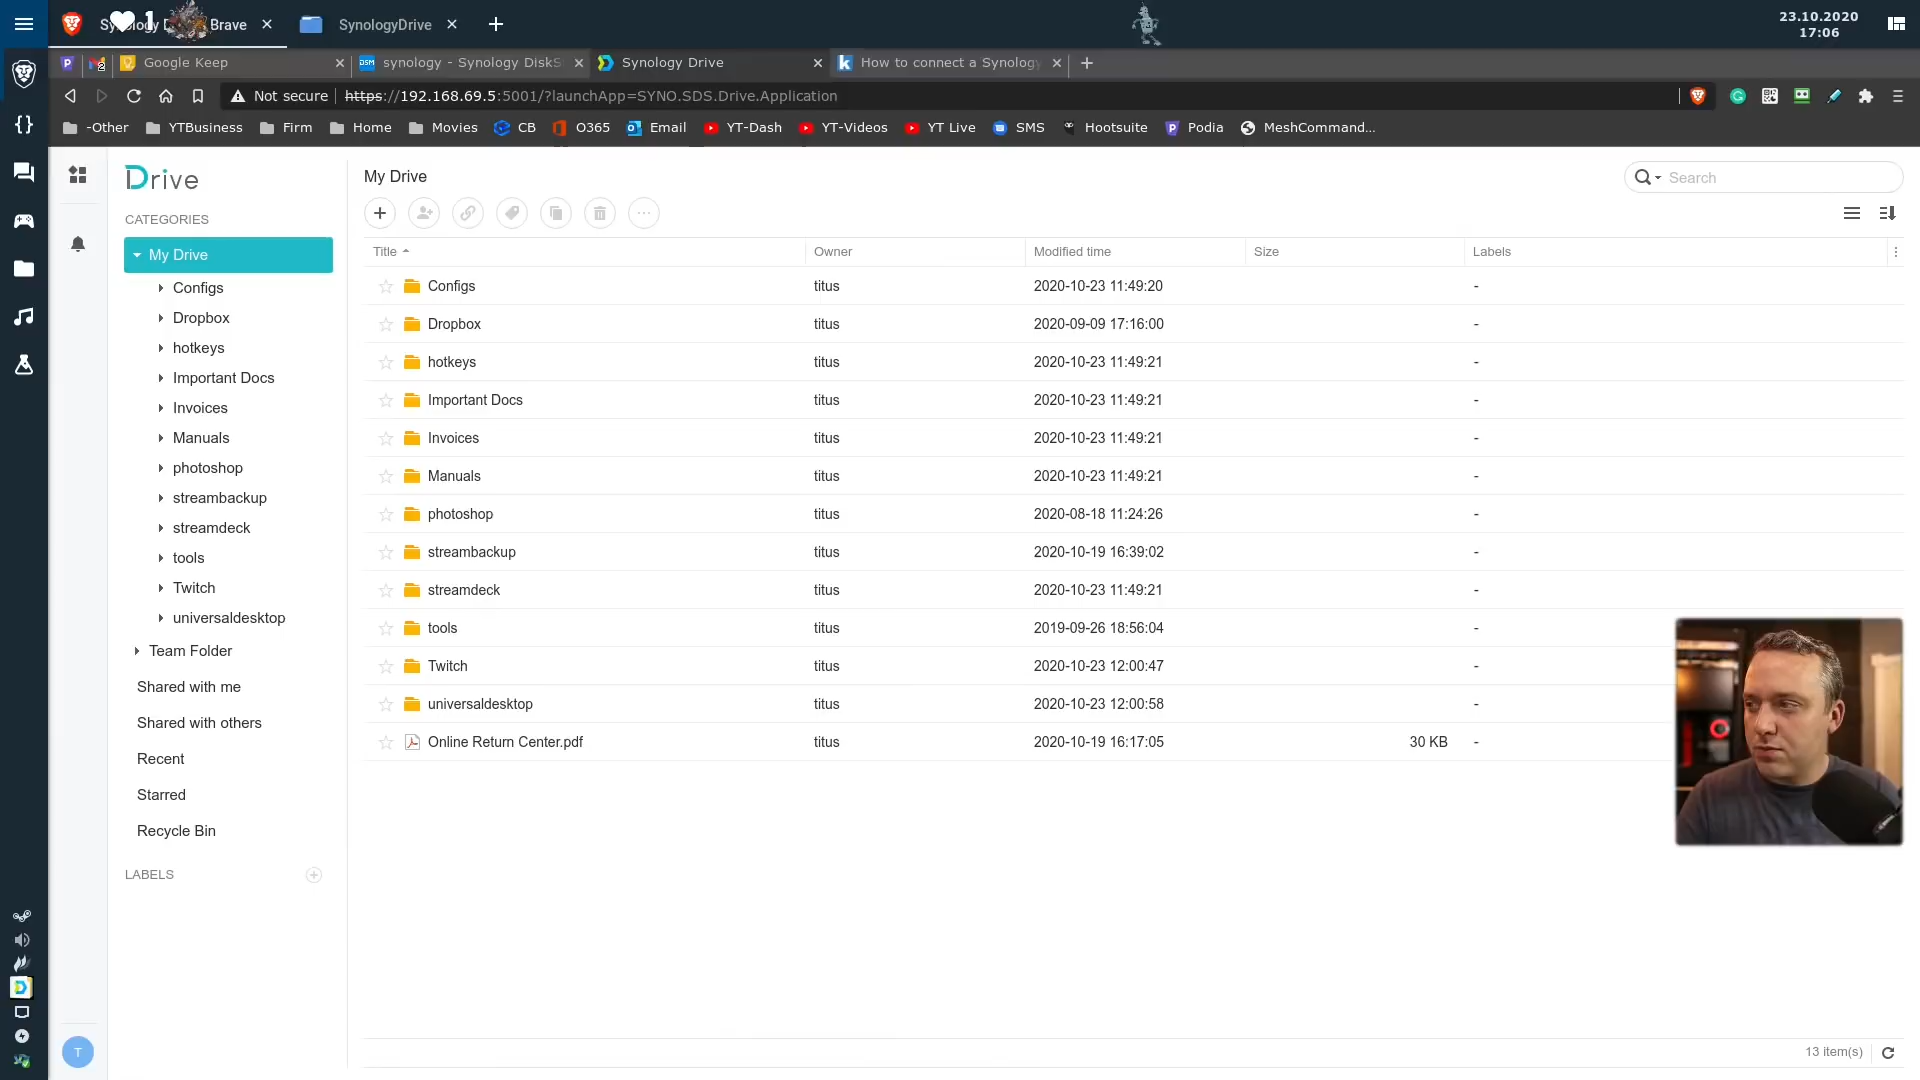 Synology D
1
Brave
SynologyDrive
23.10.2020
17:06
Google Keep
DSM synology - Synology DiskS
Synology Drive
How to connect a Synology
Not secure
https://192.168.69.5:5001/?launchApp=SYNO.SDS.Drive.Application
-Other
YTBusiness
Firm
Home
Movies
CB
O365
Email
YT-Dash
YT-Videos
YT Live
SMS
Hootsuite
Podia
MeshCommand...
Drive
CATEGORIES
My Drive
Configs
Dropbox
hotkeys
Important Docs
Invoices
Manuals
photoshop
streambackup
streamdeck
tools
Twitch
universaldesktop
Team Folder
Shared with me
Shared with others
Recent
Starred
Recycle Bin
LABELS
T
My Drive
Search
Title Owner Modified time Size Labels
Configs titus 2020-10-23 11:49:20 -
Dropbox titus 2020-09-09 17:16:00 -
hotkeys titus 2020-10-23 11:49:21 -
Important Docs titus 2020-10-23 11:49:21 -
Invoices titus 2020-10-23 11:49:21 -
Manuals titus 2020-10-23 11:49:21 -
photoshop titus 2020-08-18 11:24:26 -
streambackup titus 2020-10-19 16:39:02 -
streamdeck titus 2020-10-23 11:49:21 -
tools titus 2019-09-26 18:56:04 -
Twitch titus 2020-10-23 12:00:47 -
universaldesktop titus 2020-10-23 12:00:58 -
Online Return Center.pdf titus 2020-10-19 16:17:05 30 KB -
13 item(s)